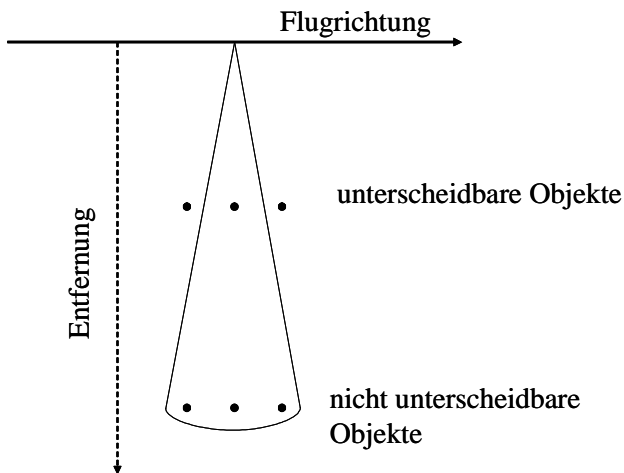 Flugrichtung
unterscheidbare Objekte
Entfernung
nicht unterscheidbare
Objekte